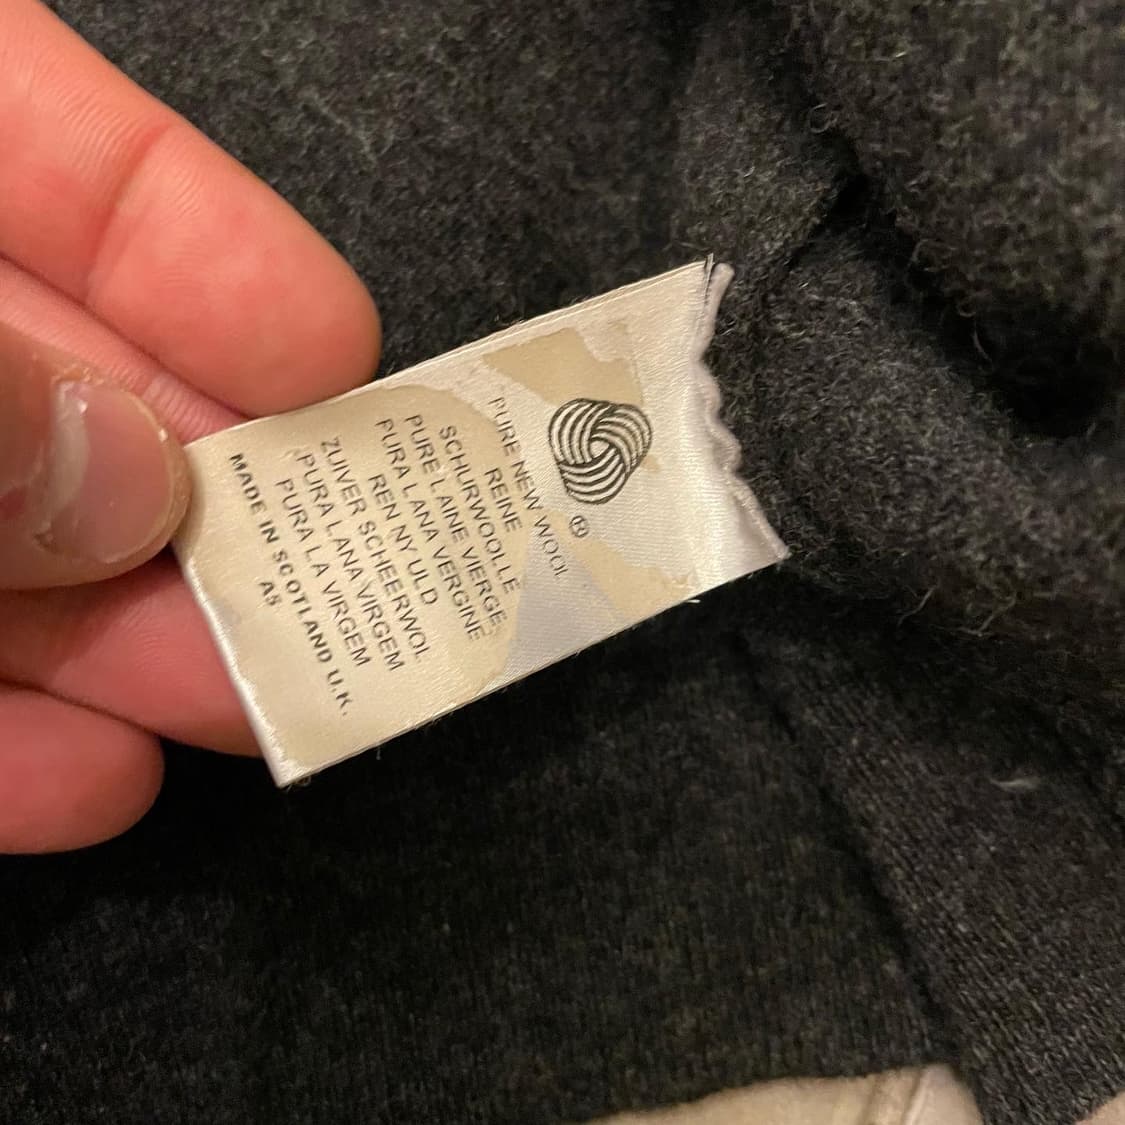 ®
PURE NEW WOOL
REINE
SCHURWOLLE
PURE LAINE VIERGE
PURA LANA VERGINE
REN NY ULD
ZUIVER SCHEERWOL
PURA LANA VIRGEM
PURA LA VIRGEM
MADE IN SCOTLAND U.K.
A5